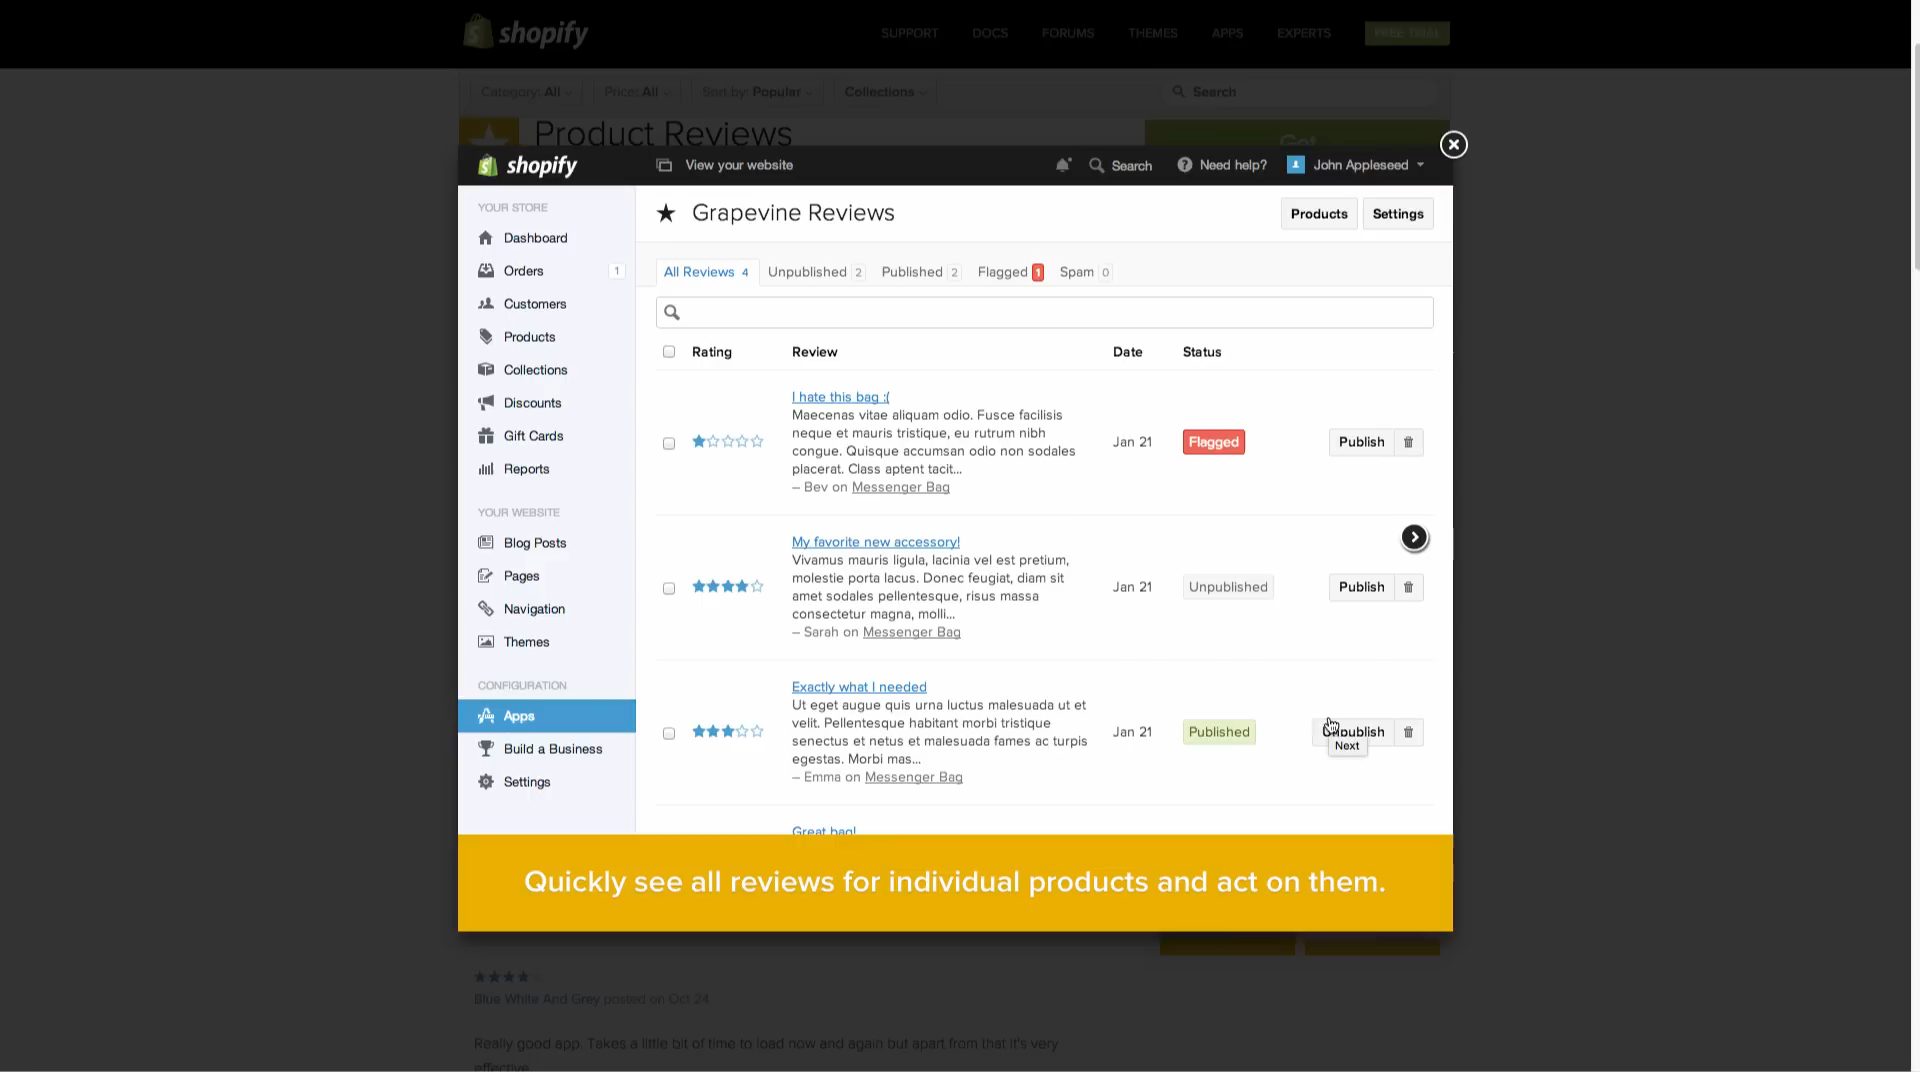 shopify
SUPPORT DOCS FORUMS THEMES APPS EXPERTS FREE TRIAL
Category: All Price: All Sort by: Popular Collections Search
Product Reviews
Get
shopify View your website Search Need help? John Appleseed
YOUR STORE
Dashboard
Orders 1
Customers
Products
Collections
Discounts
Gift Cards
Reports
YOUR WEBSITE
Blog Posts
Pages
Navigation
Themes
CONFIGURATION
Apps
Build a Business
Settings
Grapevine Reviews Products Settings
All Reviews 4 Unpublished 2 Published 2 Flagged 1 Spam 0
Rating Review Date Status
I hate this bag :(
Maecenas vitae aliquam odio. Fusce facilisis
neque et mauris tristique, eu rutrum nibh
congue. Quisque accumsan odio non sodales
placerat. Class aptent tacit...
– Bev on Messenger Bag
Jan 21 Flagged Publish
My favorite new accessory!
Vivamus mauris ligula, lacinia vel est pretium,
molestie porta lacus. Donec feugiat, diam sit
amet sodales pellentesque, risus massa
consectetur magna, molli...
– Sarah on Messenger Bag
Jan 21 Unpublished Publish
Exactly what I needed
Ut eget augue quis urna luctus malesuada ut et
velit. Pellentesque habitant morbi tristique
senectus et netus et malesuada fames ac turpis
egestas. Morbi mas...
– Emma on Messenger Bag
Jan 21 Published Unpublish
Next
Great bag!
Quickly see all reviews for individual products and act on them.
Blue White And Grey posted on Oct 24
Really good app. Takes a little bit of time to load now and again but apart from that it's very
effective.